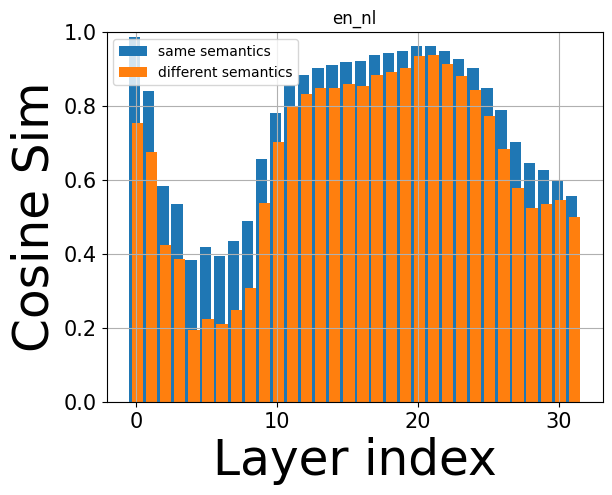 en_nl
same semantics
different semantics
Cosine Sim
1.0
0.8
0.6
0.4
0.2
0.0
0 10 20 30
Layer index